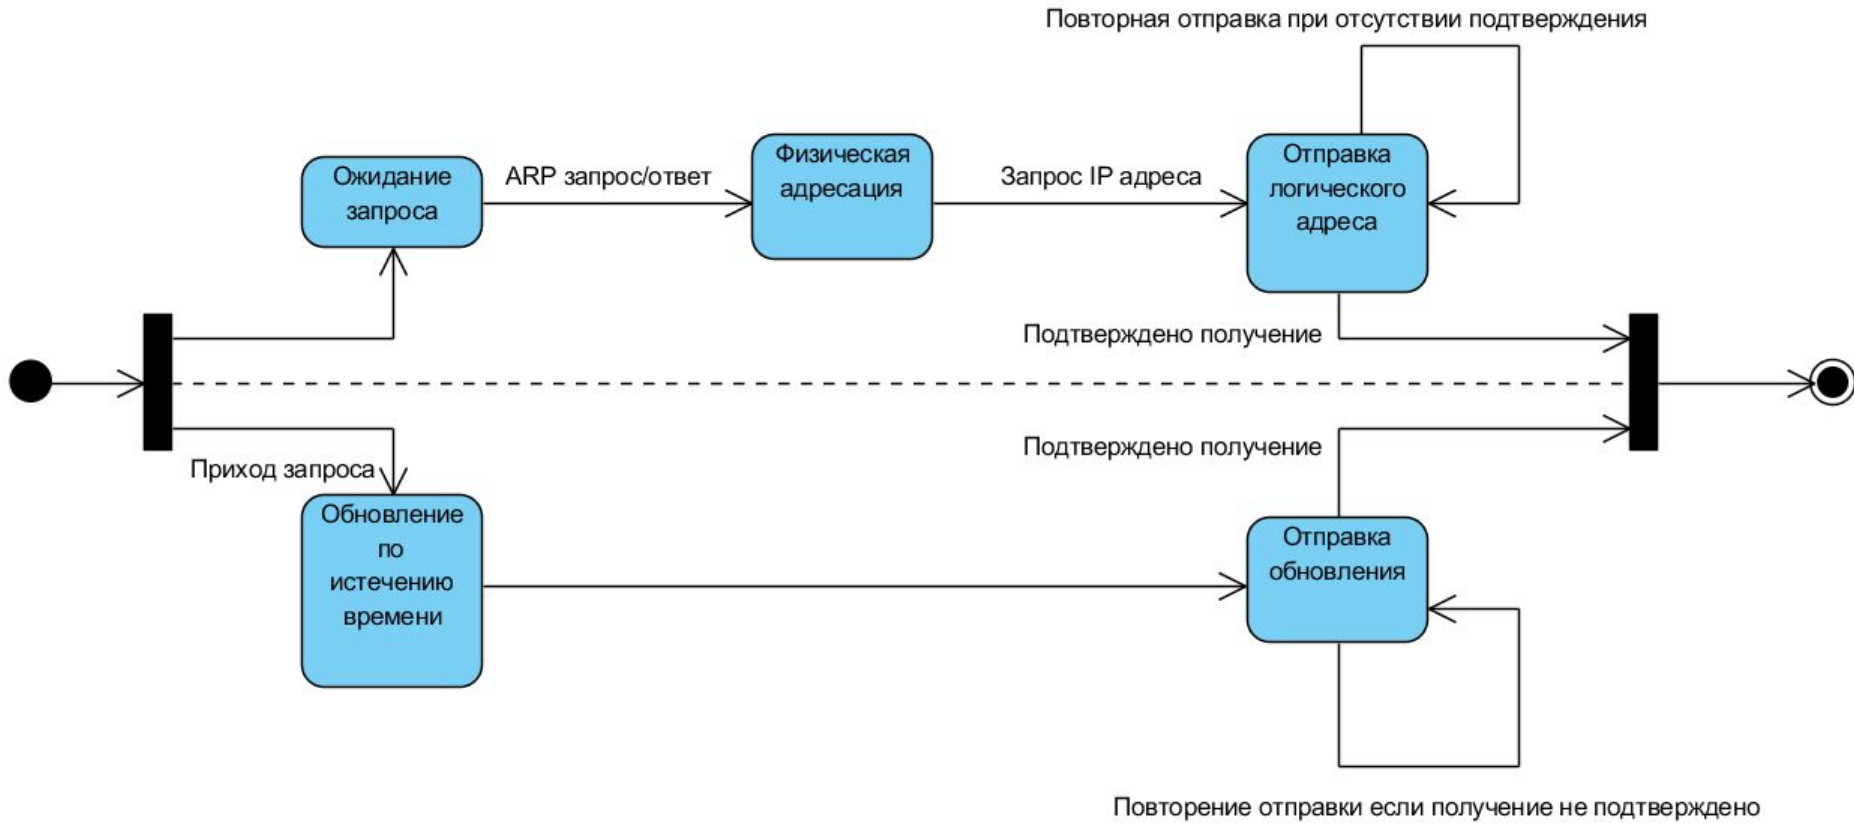 Повторная отправка при отсутствии подтверждения
Ожидание
запроса
ARP запрос/ответ
Физическая
адресация
Запрос IP адреса
Отправка
логического
адреса
Подтверждено получение
Приход запроса
Обновление
по
истечению
времени
Подтверждено получение
Отправка
обновления
Повторение отправки если получение не подтверждено